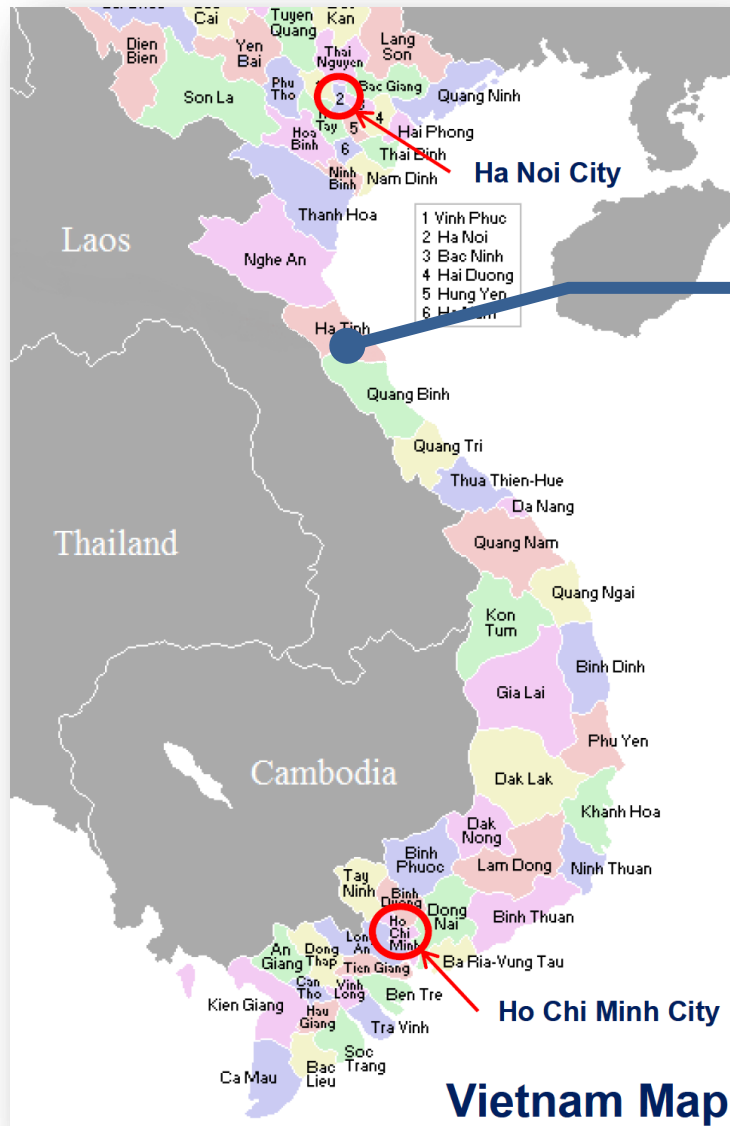 Cai
Tuyen
Quang
Kan
Dien
Bien
Yen
Bai
Thai
Nguyen
Lang
Son
Son La
Phu
Tho
2
Bac Giang
Quang Ninh
Tay
5
4
Hoa
Binh
6
Hai Phong
Thai Binh
Ninh
Binh
Nam Dinh
Ha Noi City
Thanh Hoa
Laos
Nghe An
1 Vinh Phuc
2 Ha Noi
3 Bac Ninh
4 Hai Duong
5 Hung Yen
6
Ha Tinh
Quang Binh
Quang Tri
Thua Thien-Hue
Da Nang
Thailand
Quang Nam
Quang Ngai
Kon
Tum
Binh Dinh
Gia Lai
Phu Yen
Cambodia
Dak Lak
Khanh Hoa
Dak
Nong
Binh
Phuoc
Lam Dong
Ninh Thuan
Tay
Ninh
Binh
Duong
Dong
Nai
Binh Thuan
Ho
Chi
Minh
Long
An
An
Giang
Dong
Thap
Tien Giang
Ba Ria-Vung Tau
Can
Tho
Vinh
Long
Ben Tre
Kien Giang
Hau
Giang
Tra Vinh
Ho Chi Minh City
Soc
Trang
Ca Mau
Bac
Lieu
Vietnam Map